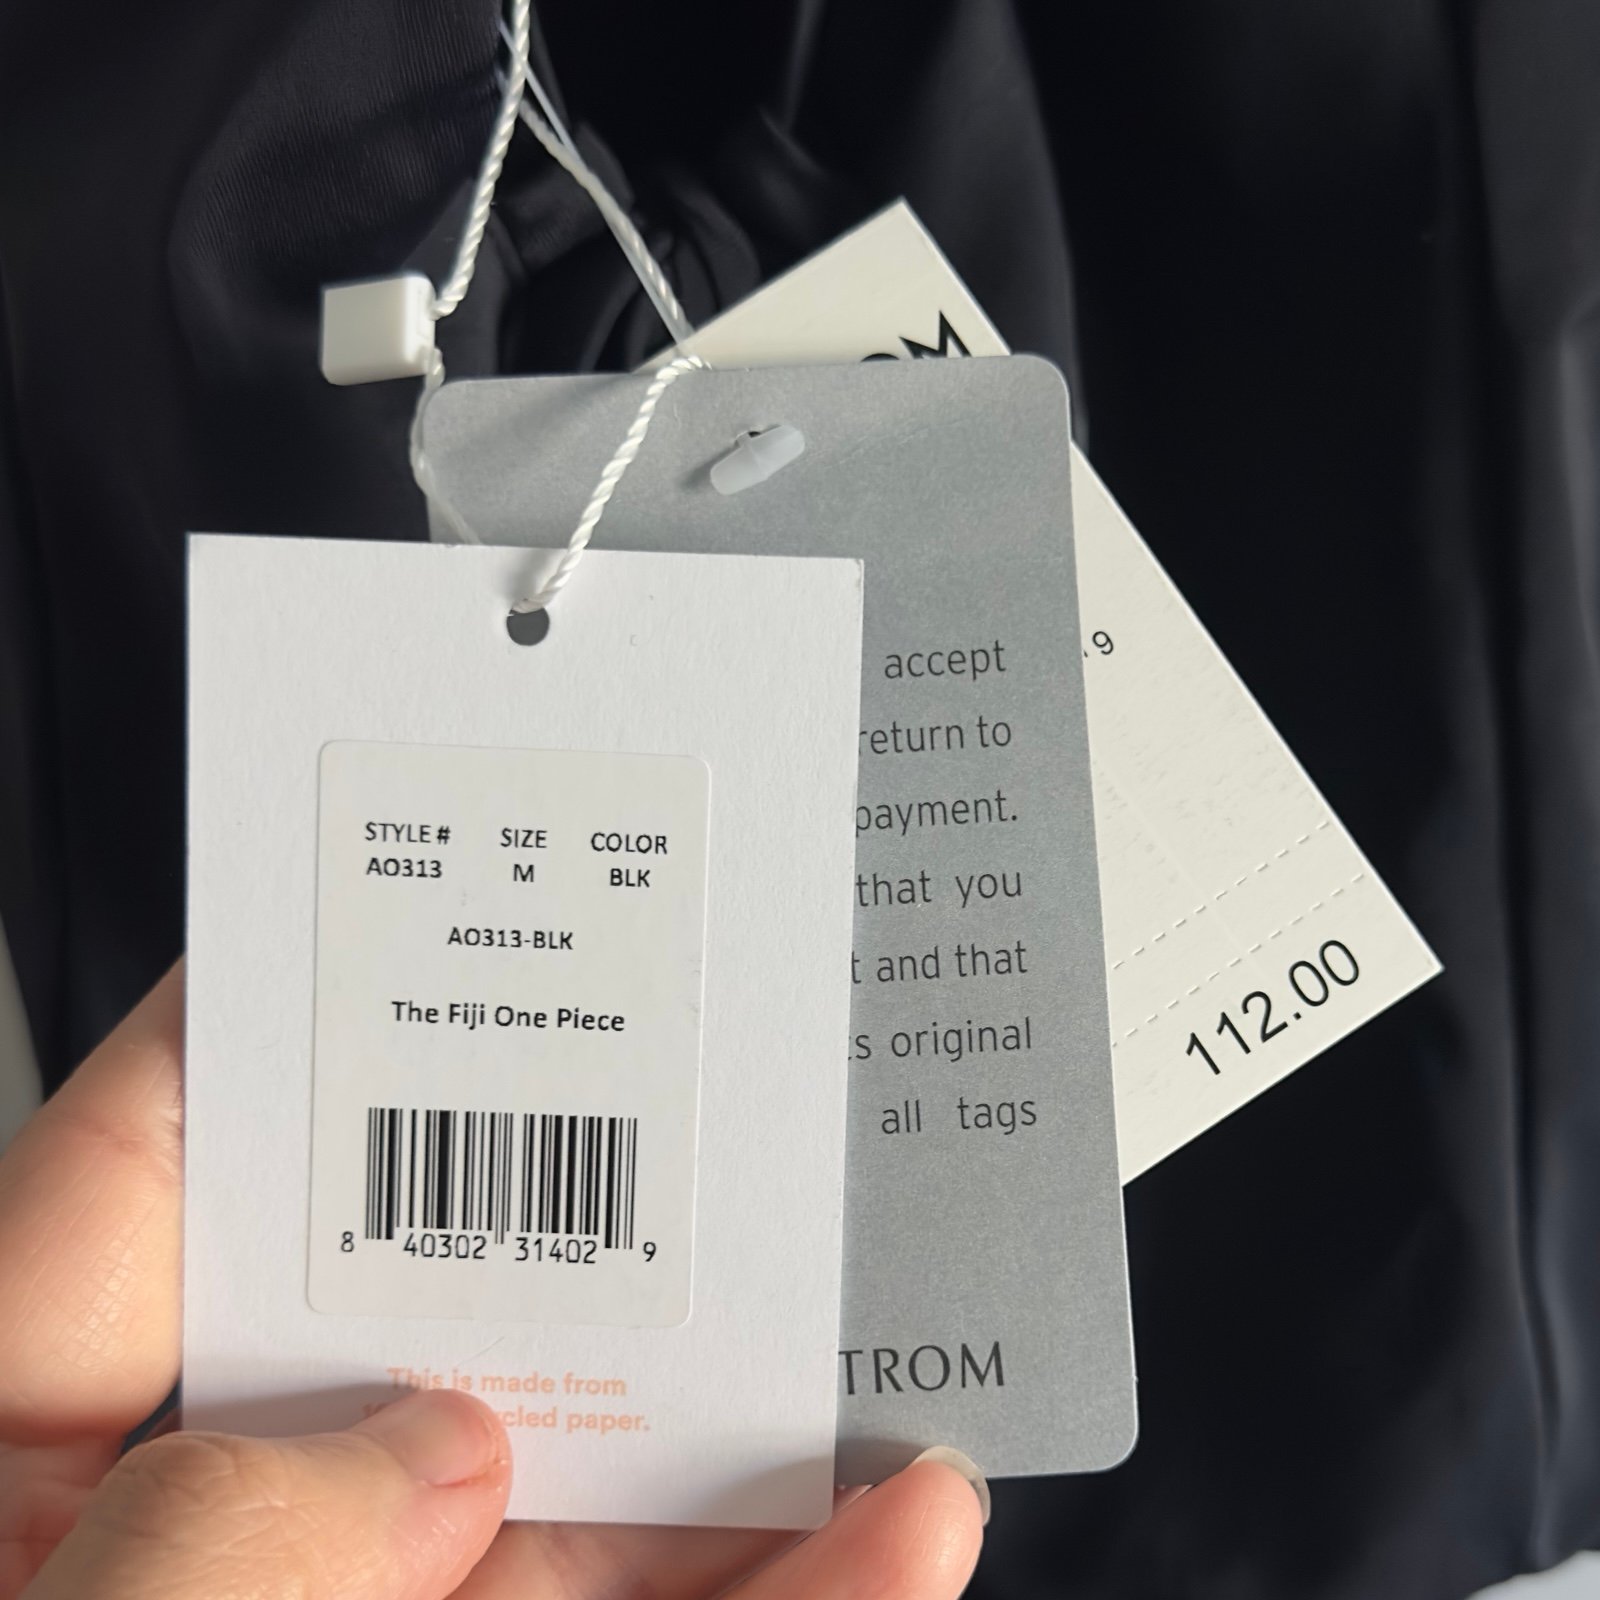 STYLE# SIZE COLOR
AO313 M BLK
AO313-BLK
The Fiji One Piece
8 40302 31402 9
This is made from
paper.
accept
return to
payment.
that you
and that
original
all tags
TROM
OM
9
112.00